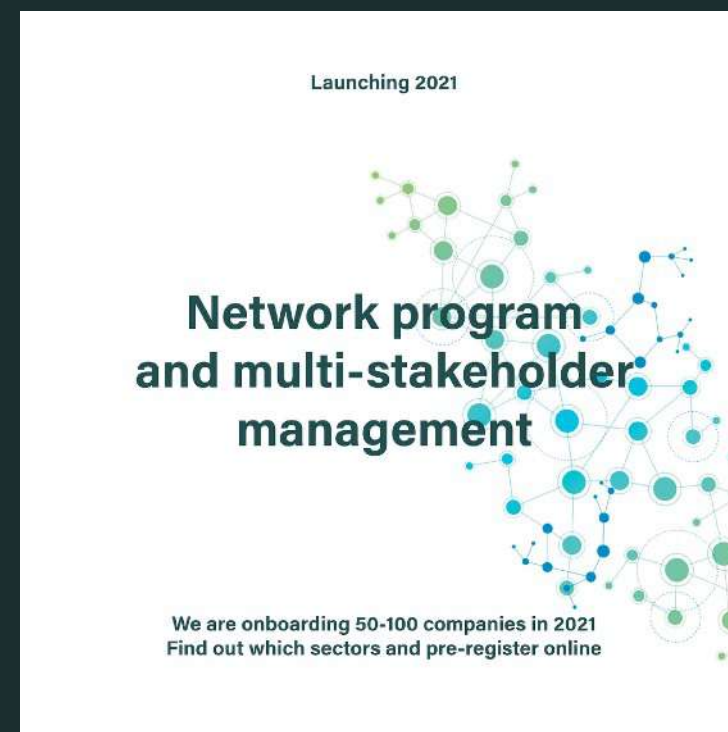 Launching 2021
Network program
and multi-stakeholder
management
We are onboarding 50-100 companies in 2021
Find out which sectors and pre-register online